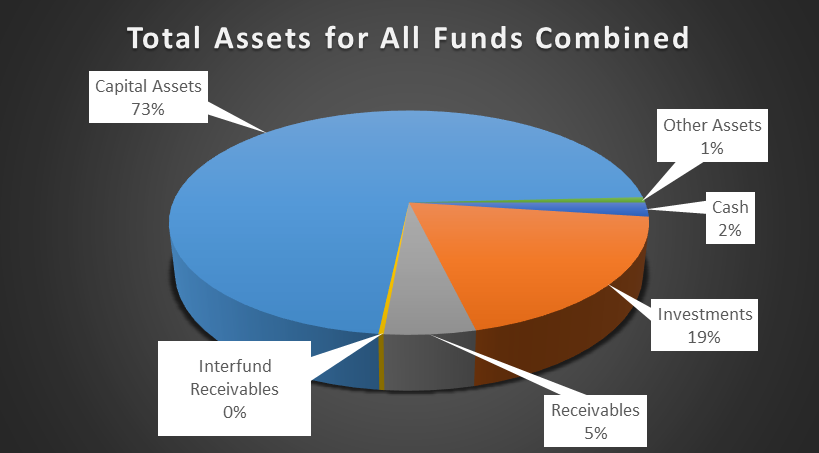 Total Assets for All Funds Combined
Capital Assets
73%
Other Assets
1%
Cash
2%
Investments
19%
Interfund
Receivables
0%
Receivables
5%